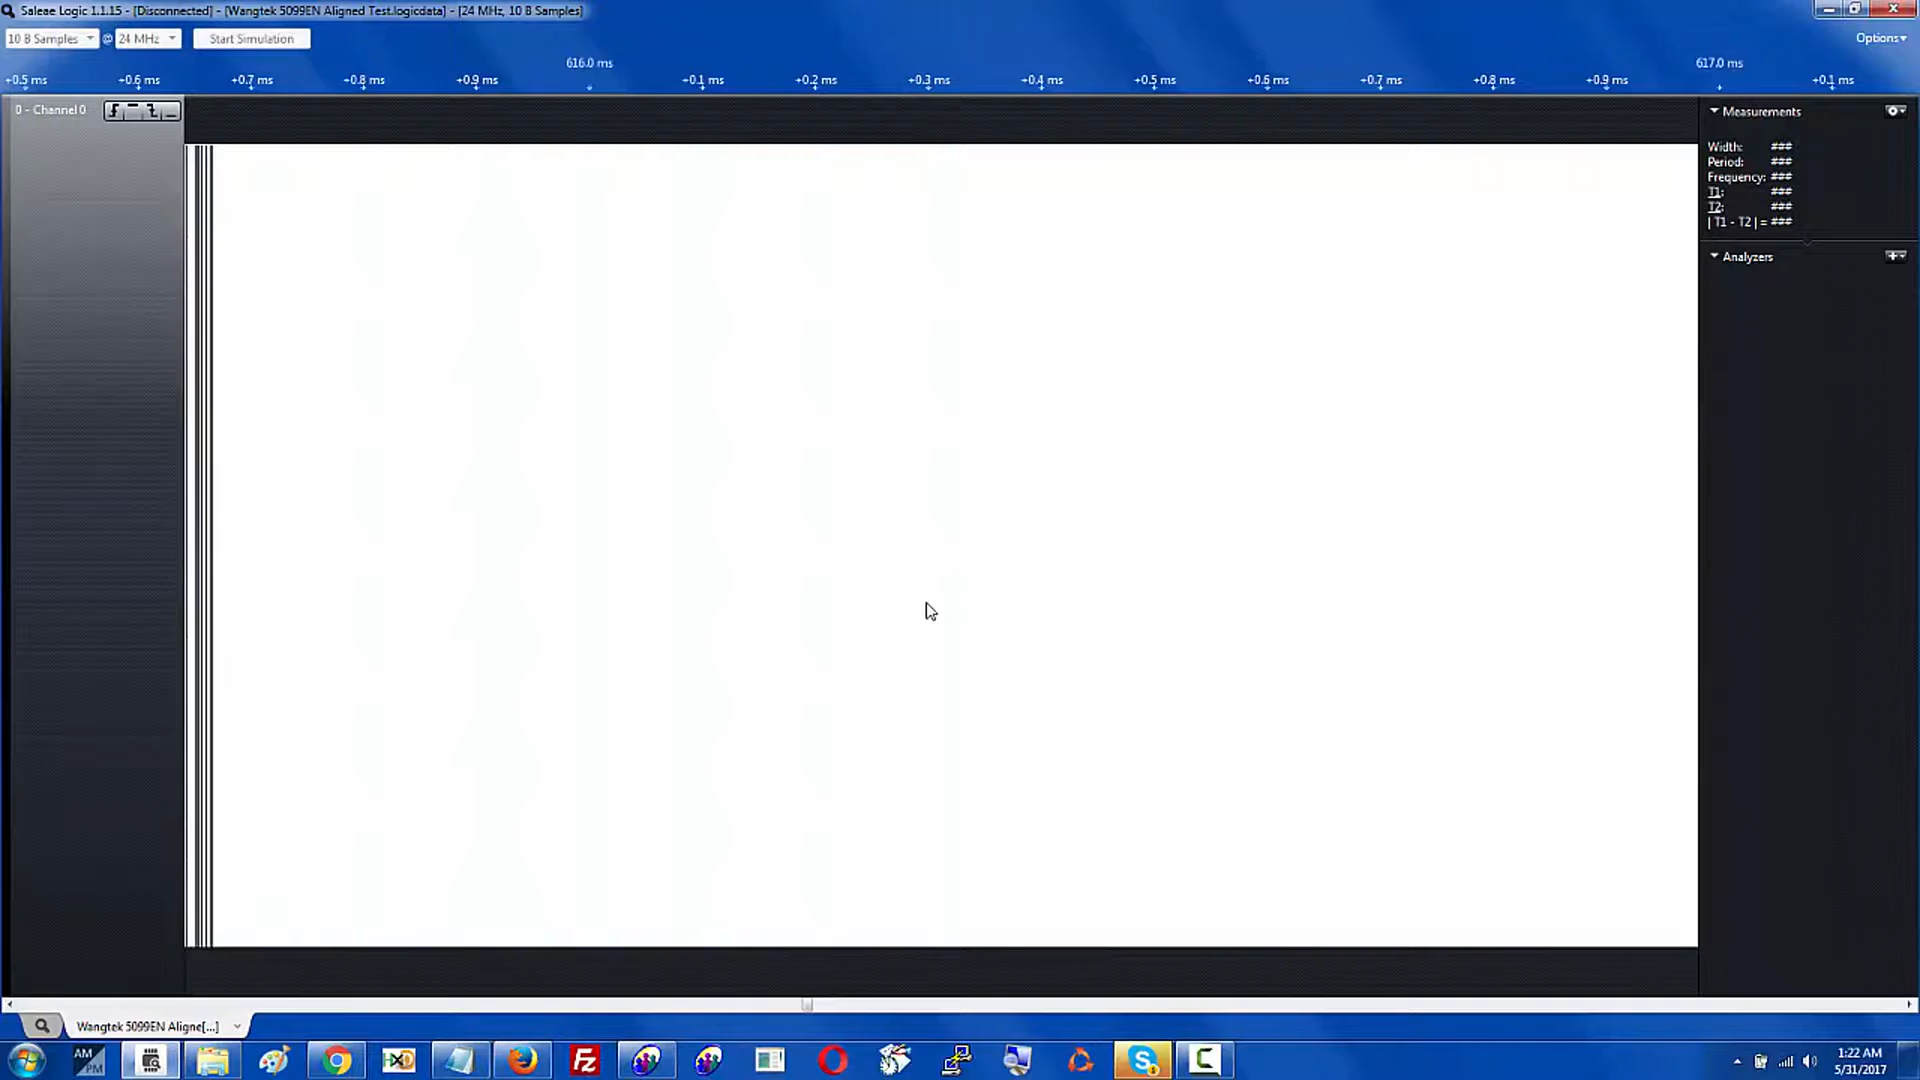 Saleae Logic 1.1.15 - [Disconnected] - [Wangtek 5099EN Aligned Test.logicdata] - [24 MHz, 10 B Samples]
10 B Samples @ 24 MHz Start Simulation Options
616.0 ms 617.0 ms
+0.5 ms +0.6 ms +0.7 ms +0.8 ms +0.9 ms +0.1 ms +0.2 ms +0.3 ms +0.4 ms +0.5 ms +0.6 ms +0.7 ms +0.8 ms +0.9 ms +0.1 ms
0 - Channel 0
Measurements
Width: ###
Period: ###
Frequency: ###
T1: ###
T2: ###
| T1 - T2 | = ###
Analyzers
Wangtek 5099EN Aligne[...]
AM
PM
HXD
Fz
S
C
1:22 AM
5/31/2017